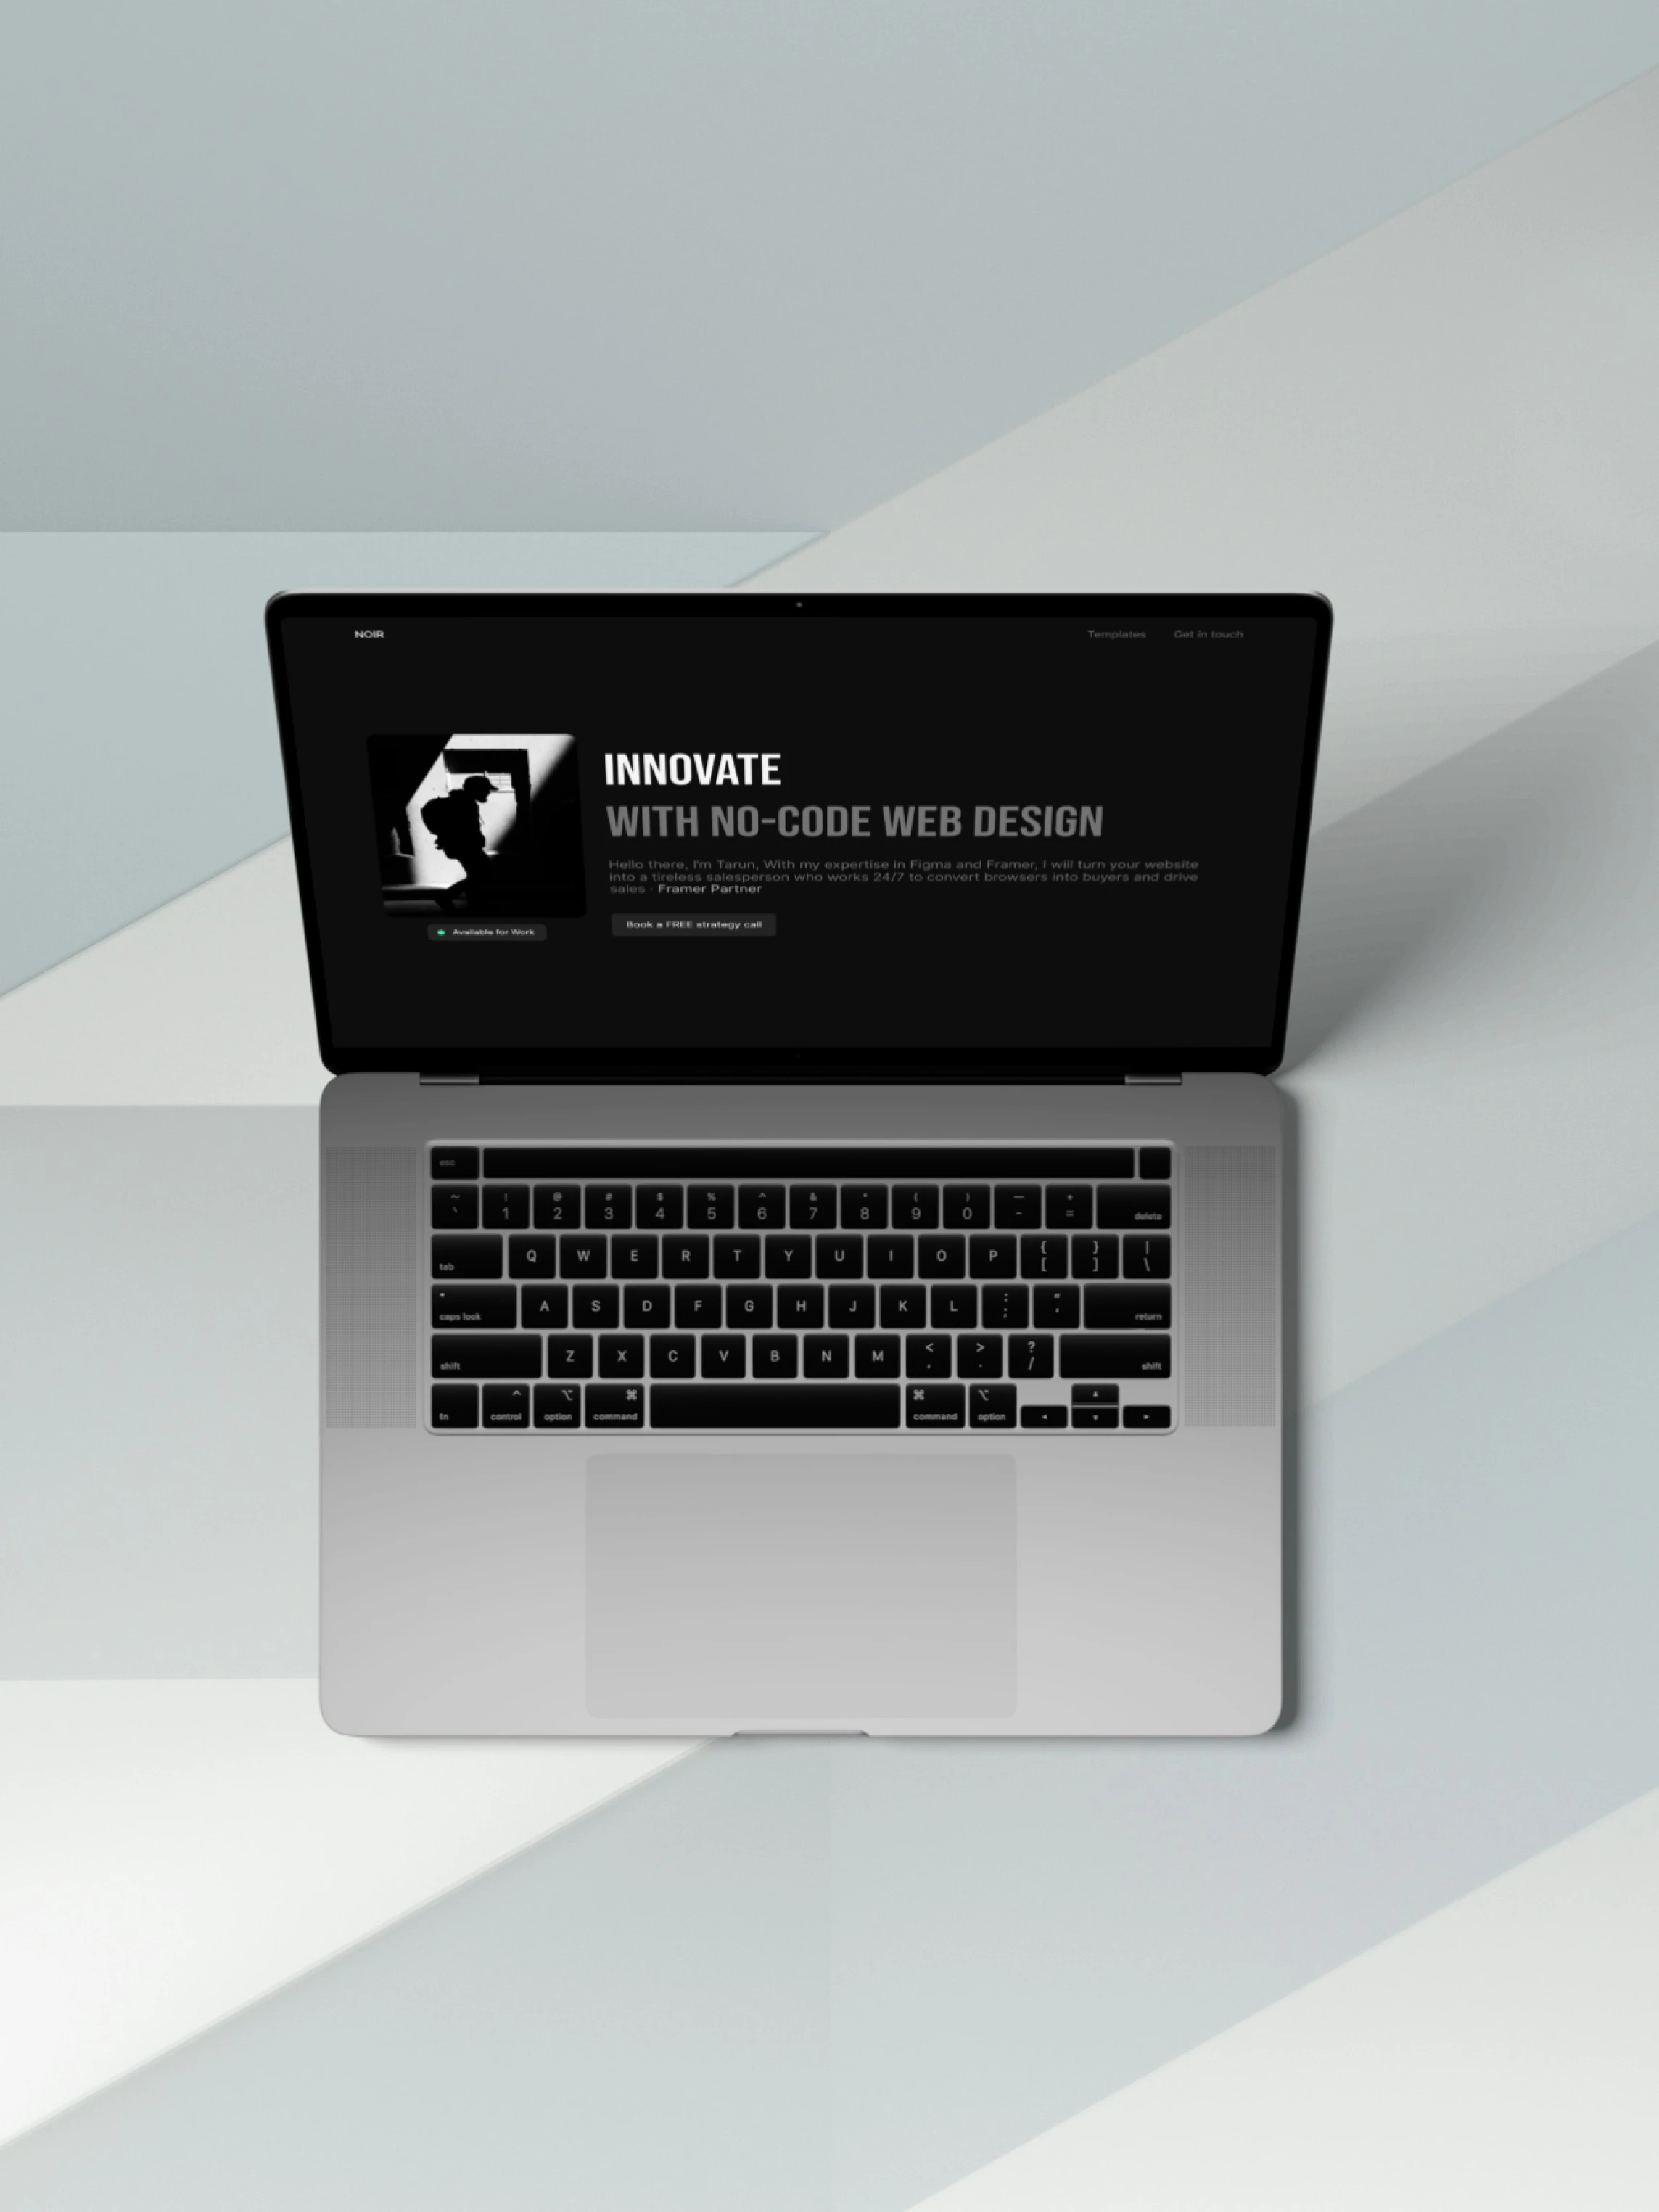 NOIR
Templates
Get in touch
INNOVATE
WITH NO-CODE WEB DESIGN
Hello there, I'm Tarun, With my expertise in Figma and Framer, I will turn your website
into a tireless salesperson who works 24/7 to convert browsers into buyers and drive
sales · Framer Partner
Book a FREE strategy call
Available for Work
esc
~ ! @ # $ % ^ & * ( ) — +
` 1 2 3 4 5 6 7 8 9 0 - = delete
tab Q W E R T Y U I O P { [ } ] | \
caps lock A S D F G H J K L : ; " ' return
shift Z X C V B N M < , > . ? / shift
fn ^ control ⌥ option ⌘ command ⌘ command ⌥ option ◂ ▴ ▾ ▸